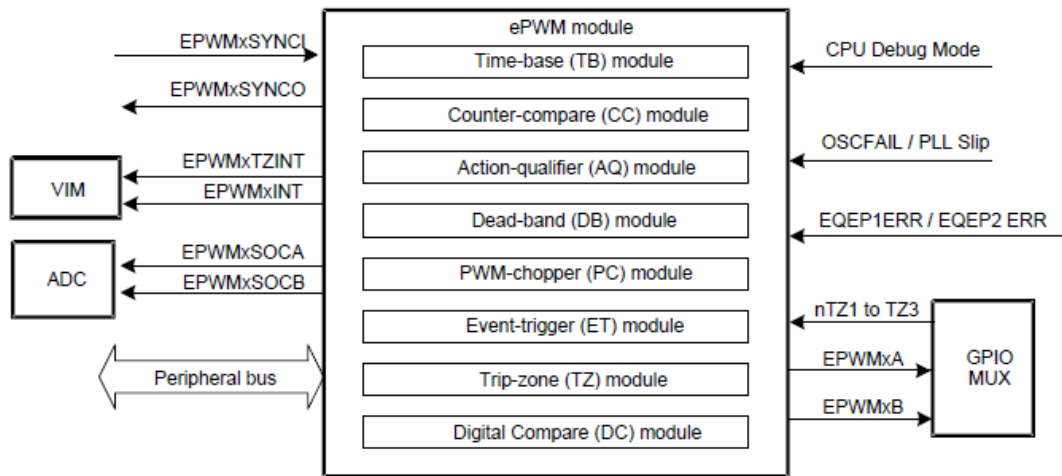 ePWM module
EPWMxSYNCI
Time-base (TB) module
CPU Debug Mode
EPWMxSYNCO
Counter-compare (CC) module
OSCFAIL / PLL Slip
EPWMxTZINT
VIM
Action-qualifier (AQ) module
EPWMxINT
Dead-band (DB) module
EQEP1ERR / EQEP2 ERR
EPWMxSOCA
ADC
PWM-chopper (PC) module
EPWMxSOCB
nTZ1 to TZ3
Event-trigger (ET) module
GPIO
MUX
EPWMxA
Peripheral bus
Trip-zone (TZ) module
EPWMxB
Digital Compare (DC) module